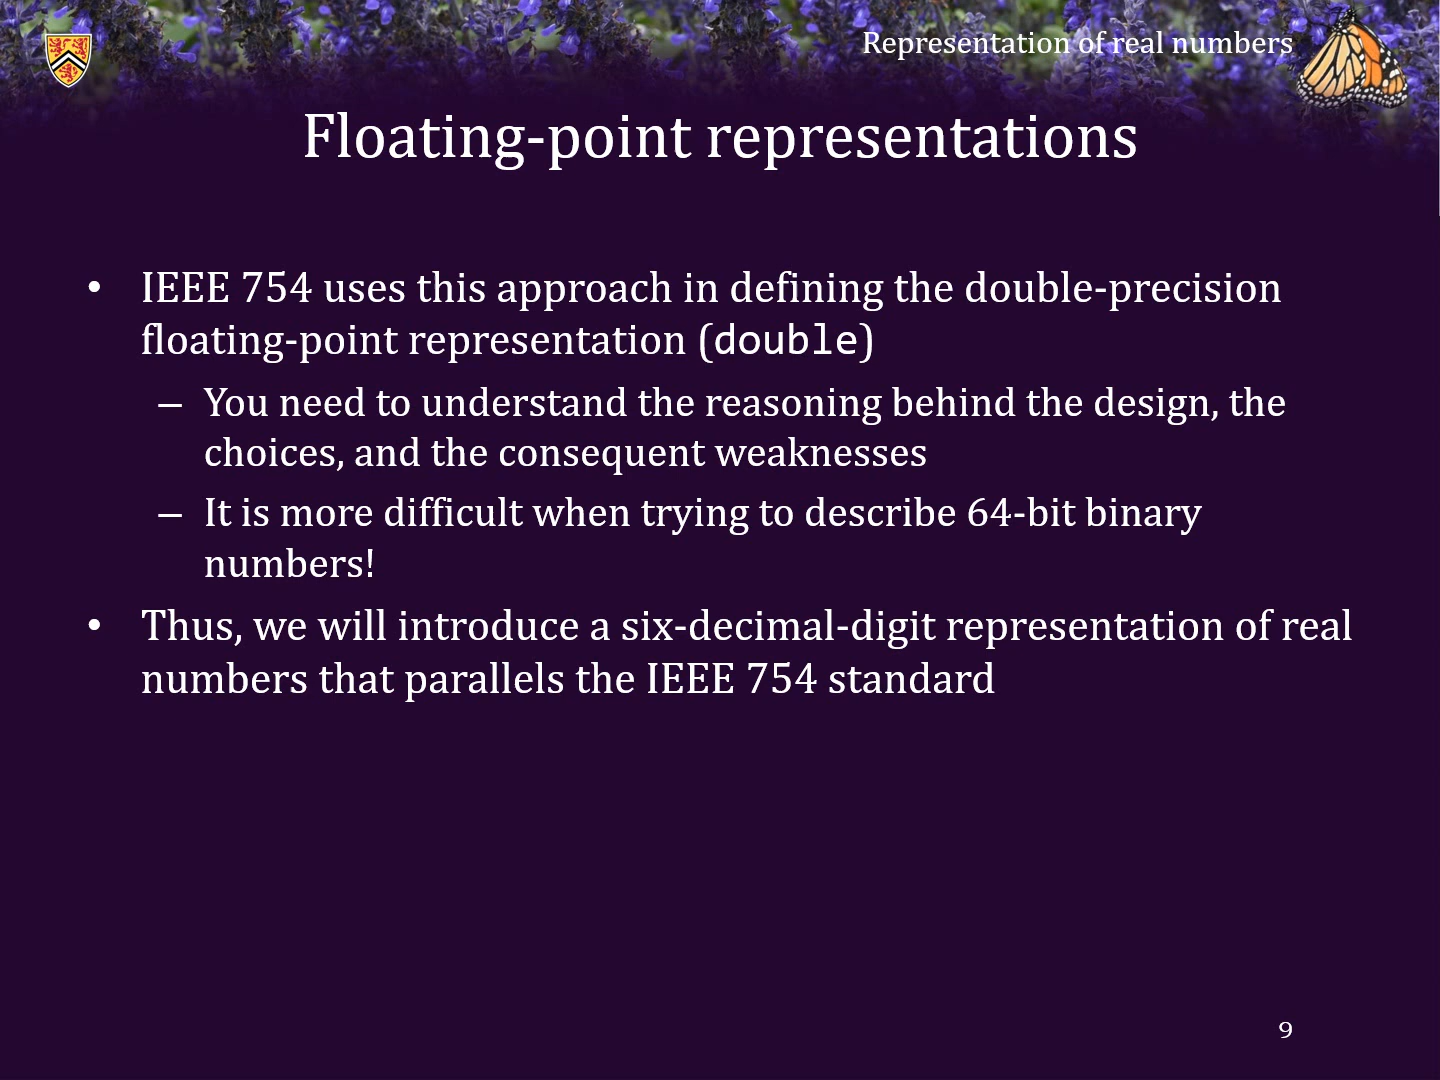 Representation of real numbers
Floating-point representations
• IEEE 754 uses this approach in defining the double-precision
floating-point representation (double)
– You need to understand the reasoning behind the design, the
choices, and the consequent weaknesses
– It is more difficult when trying to describe 64-bit binary
numbers!
• Thus, we will introduce a six-decimal-digit representation of real
numbers that parallels the IEEE 754 standard
9